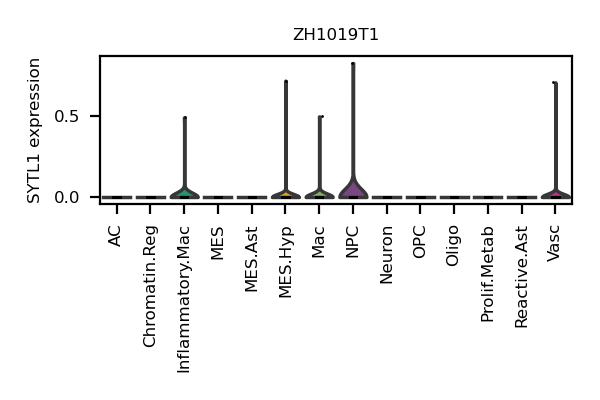 ZH1019T1
SYTL1 expression
0.5
0.0
AC
Chromatin.Reg
Inflammatory.Mac
MES
MES.Ast
MES.Hyp
Mac
NPC
Neuron
OPC
Oligo
Prolif.Metab
Reactive.Ast
Vasc